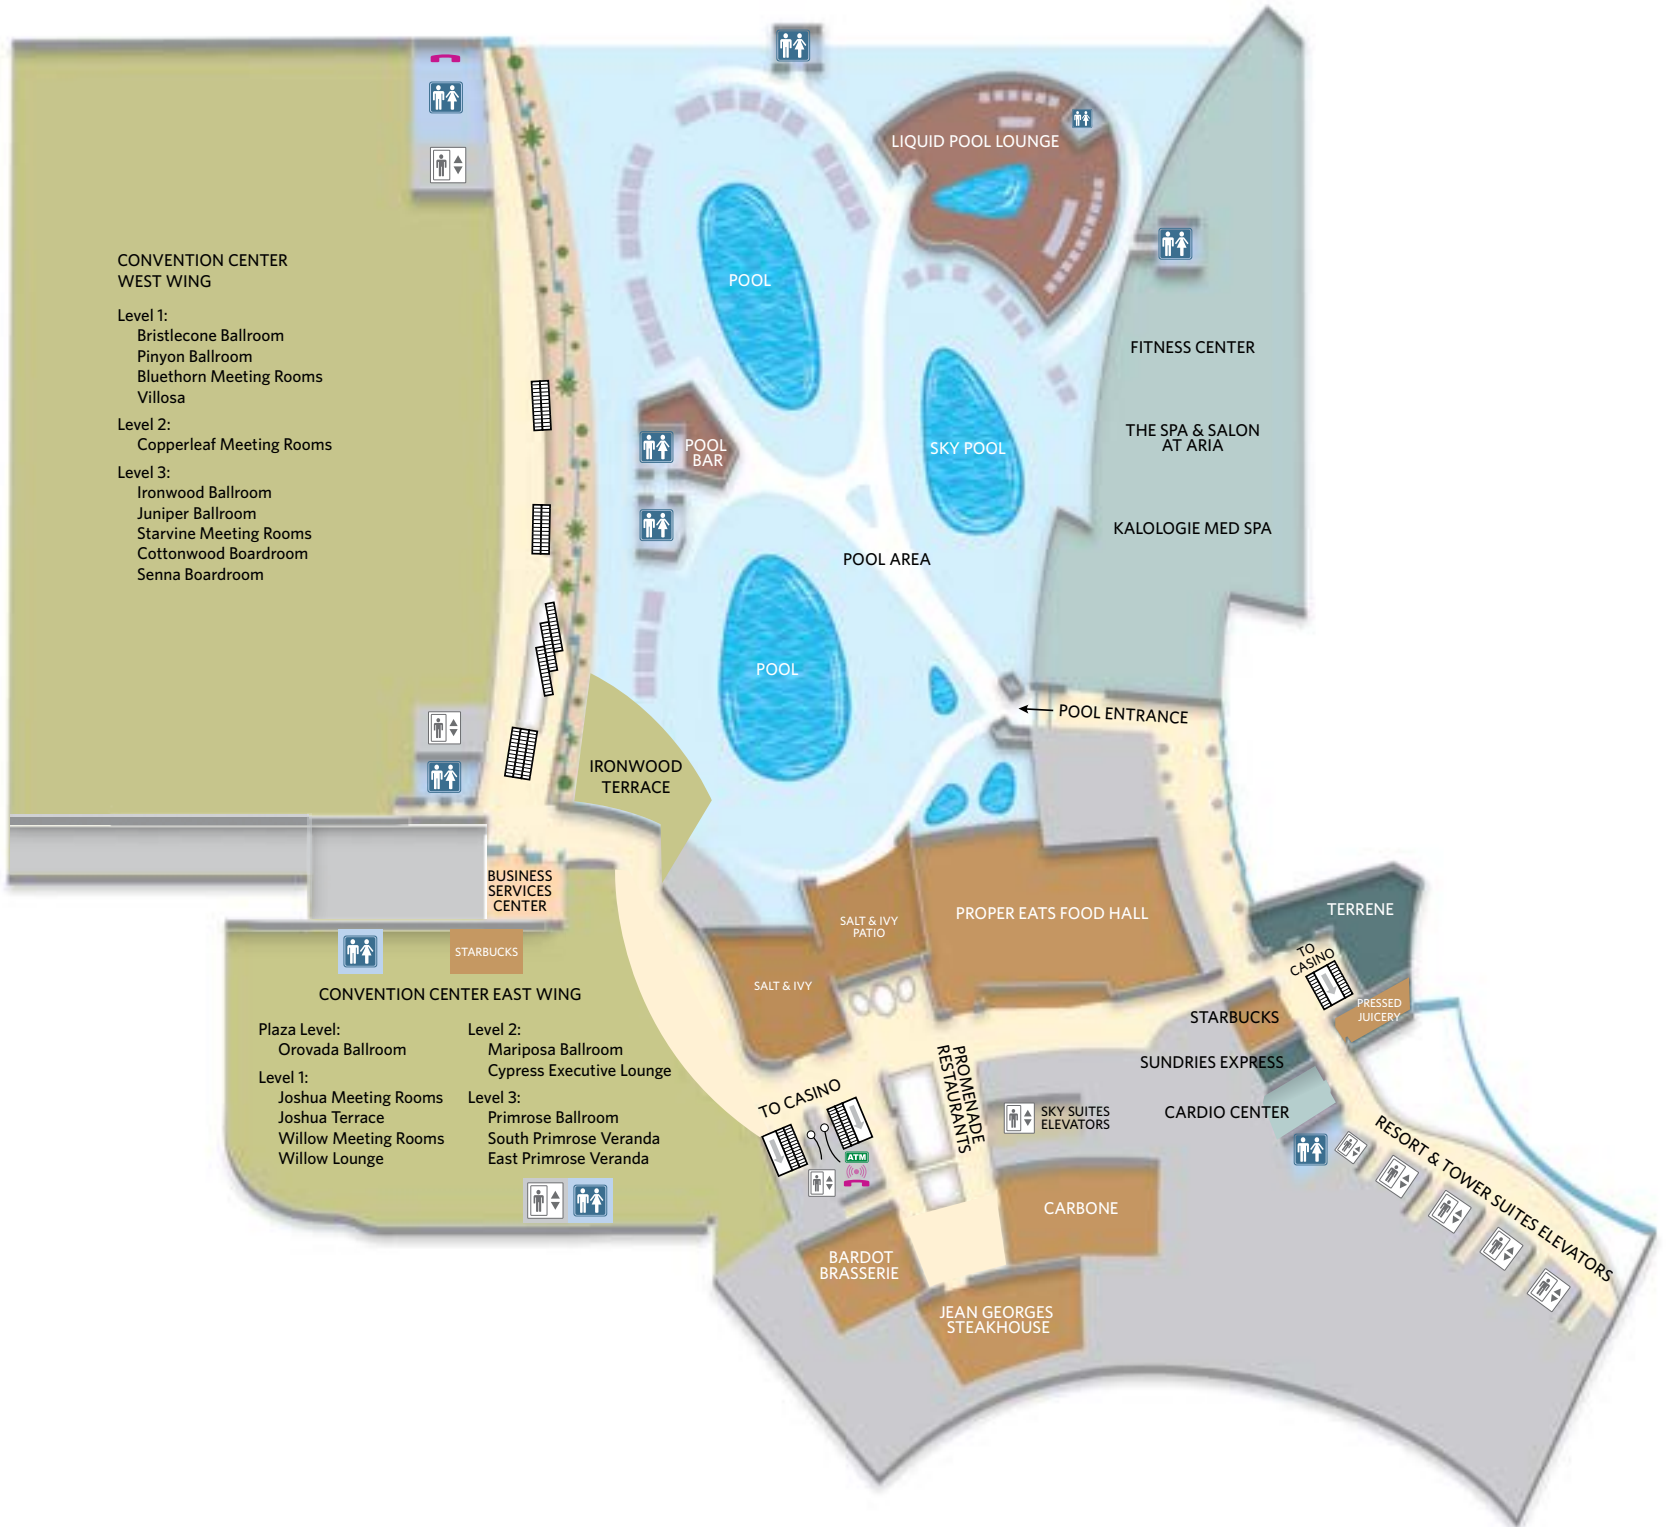 LIQUID POOL LOUNGE
CONVENTION CENTER
WEST WING
Level 1:
Bristlecone Ballroom
Pinyon Ballroom
Bluethorn Meeting Rooms
Villosa
Level 2:
Copperleaf Meeting Rooms
Level 3:
Ironwood Ballroom
Juniper Ballroom
Starvine Meeting Rooms
Cottonwood Boardroom
Senna Boardroom
POOL
FITNESS CENTER
THE SPA & SALON
AT ARIA
KALOLOGIE MED SPA
SKY POOL
POOL
BAR
POOL AREA
POOL
POOL ENTRANCE
IRONWOOD
TERRACE
BUSINESS
SERVICES
CENTER
STARBUCKS
CONVENTION CENTER EAST WING
Plaza Level:
Orovada Ballroom
Level 1:
Joshua Meeting Rooms
Joshua Terrace
Willow Meeting Rooms
Willow Lounge
Level 2:
Mariposa Ballroom
Cypress Executive Lounge
Level 3:
Primrose Ballroom
South Primrose Veranda
East Primrose Veranda
SALT & IVY
PATIO
SALT & IVY
PROPER EATS FOOD HALL
TERRENE
TO
CASINO
PRESSED
JUICERY
STARBUCKS
SUNDRIES EXPRESS
CARDIO CENTER
PROMENADE
RESTAURANTS
TO CASINO
ATM
SKY SUITES
ELEVATORS
RESORT & TOWER SUITES ELEVATORS
CARBONE
BARDOT
BRASSERIE
JEAN GEORGES
STEAKHOUSE